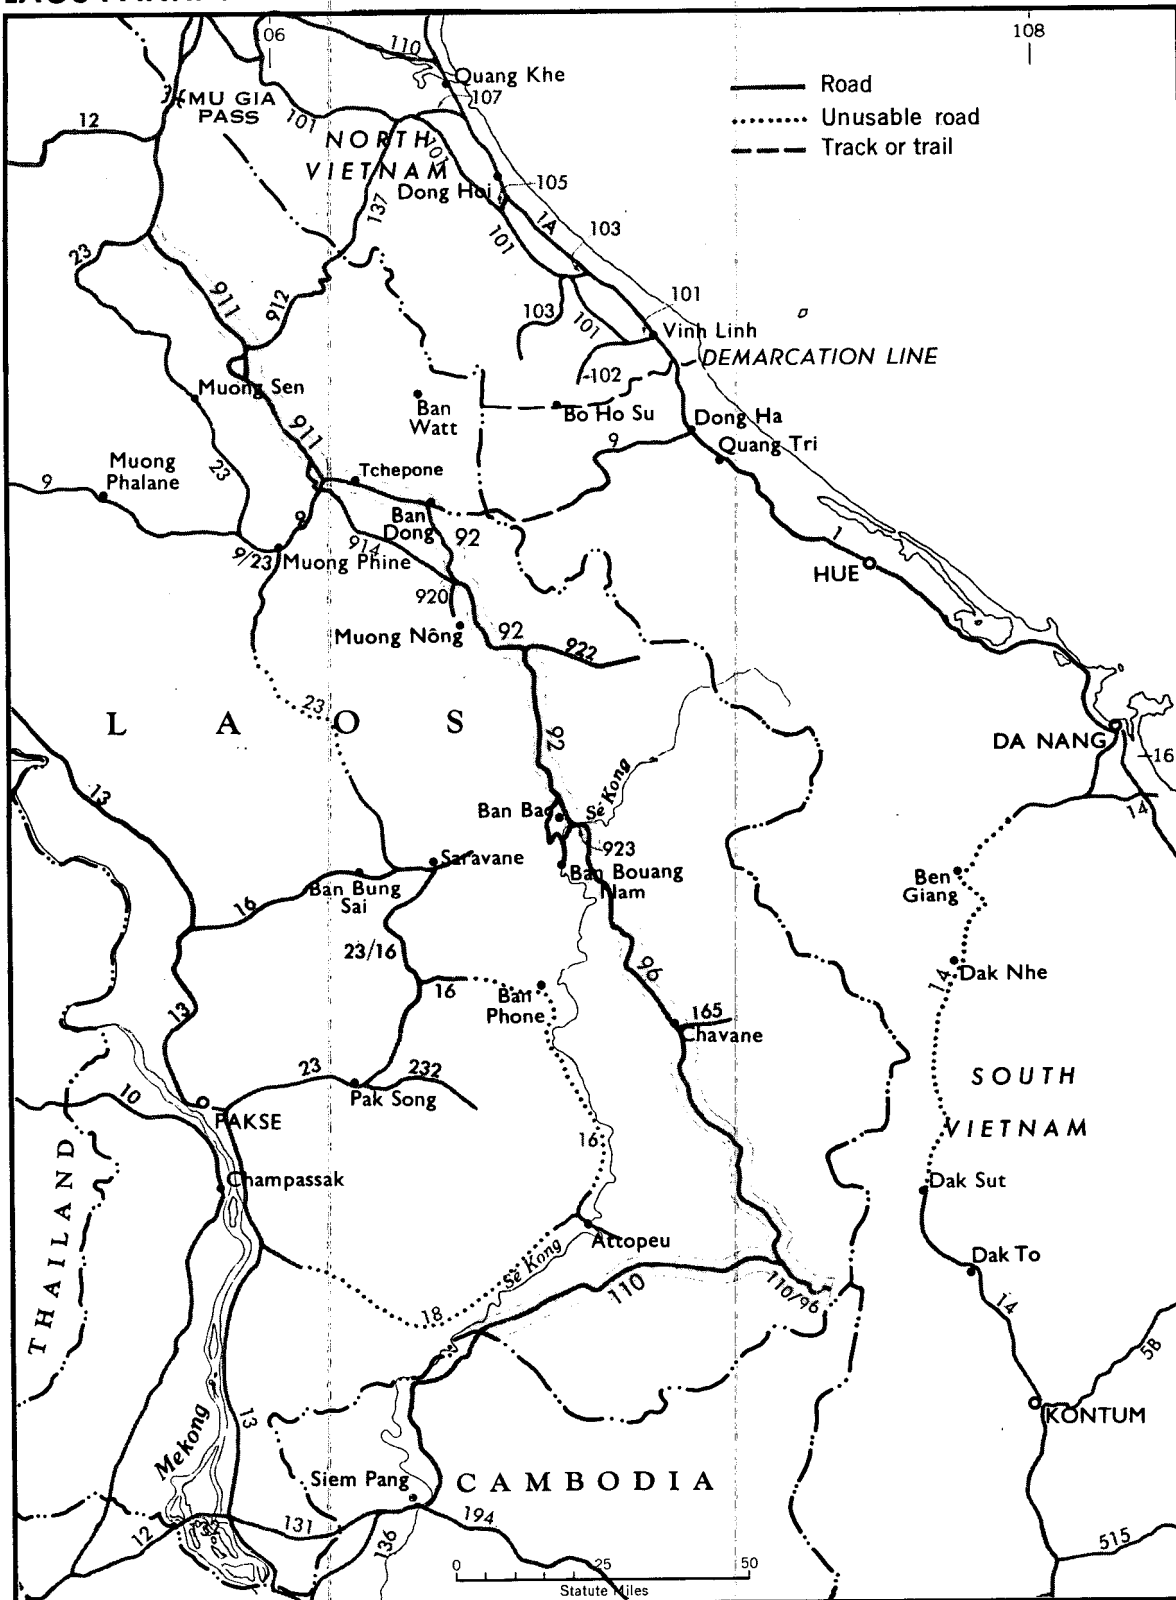 06
108
110
Quang Khe
107
Road
Unusable road
Track or trail
MU GIA
PASS
12
101
NORTH
VIETNAM
101
Dong Hoi
105
137
1A
103
101
23
911
912
103
101
101
Vinh Linh
DEMARCATION LINE
102
Muong Sen
Ban
Watt
Bo Ho Su
Dong Ha
Quang Tri
911
9
23
Muong
Phalane
9
Tchepone
9
Ban
Dong
92
914
9/23
Muong Phine
1
HUE
920
Muong Nông
92
922
23
LAOS
92
DA NANG
16
13
Ban Bac
Se Kong
14
923
Saravane
Ban Bouang
Nam
Ban Bung
Sai
Ben
Giang
16
23/16
96
14
Dak Nhe
16
Ban
Phone
13
165
Chavane
23
232
Pak Song
10
PAKSE
SOUTH
VIETNAM
16
Champassak
Dak Sut
THAILAND
Attopeu
Se Kong
Dak To
110
110/96
18
14
5B
KONTUM
Mekong
13
Siem Pang
CAMBODIA
12
131
194
136
515
0 25 50
Statute Miles